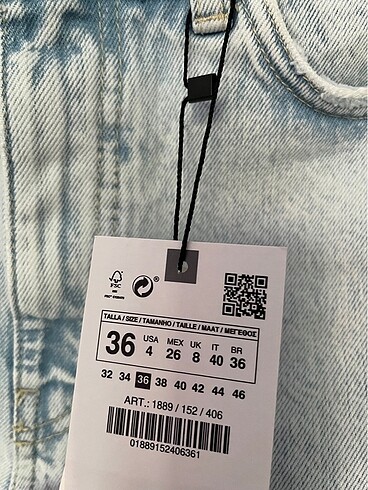 FSC
TALLA / SIZE / TAMANHO / TAILLE / MAAT / ΜΕΓΕΘΟΣ
36 USA 4 MEX 26 UK 8 IT 40 BR 36
32 34 36 38 40 42 44 46
ART.: 1889 / 152 / 406
01889152406361